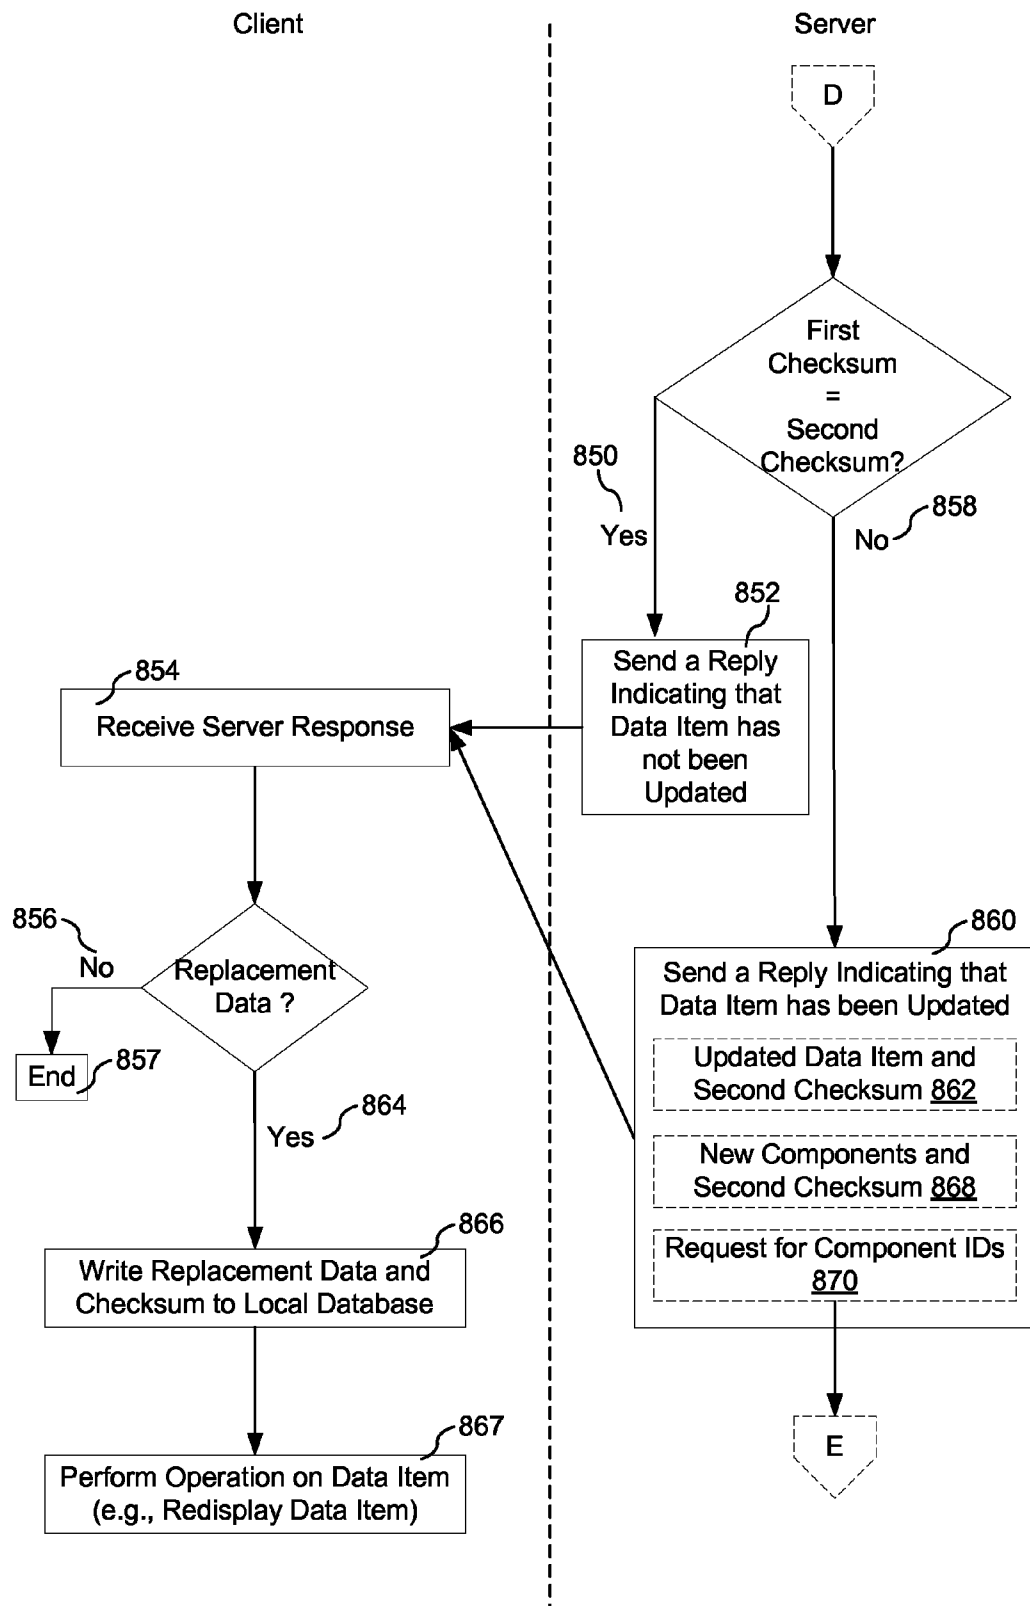 Client
Server
D
First
Checksum
=
Second
Checksum?
850
Yes
858
No
852
Send a Reply
Indicating that
Data Item has
not been
Updated
854
Receive Server Response
856
No
Replacement
Data ?
End
857
864
Yes
860
Send a Reply Indicating that
Data Item has been Updated
Updated Data Item and
Second Checksum 862
New Components and
Second Checksum 868
Request for Component IDs
870
866
Write Replacement Data and
Checksum to Local Database
867
Perform Operation on Data Item
(e.g., Redisplay Data Item)
E